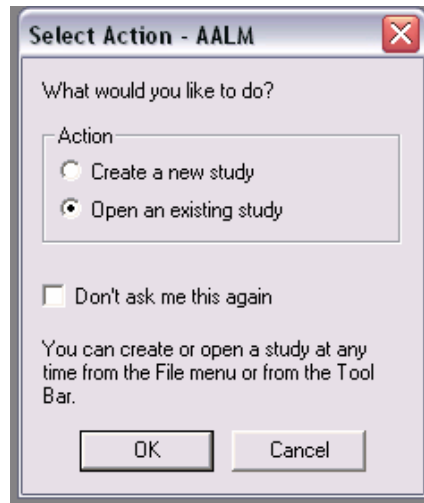 Select Action - AALM
What would you like to do?
Action
Create a new study
Open an existing study
Don't ask me this again
You can create or open a study at any
time from the File menu or from the Tool
Bar.
OK
Cancel